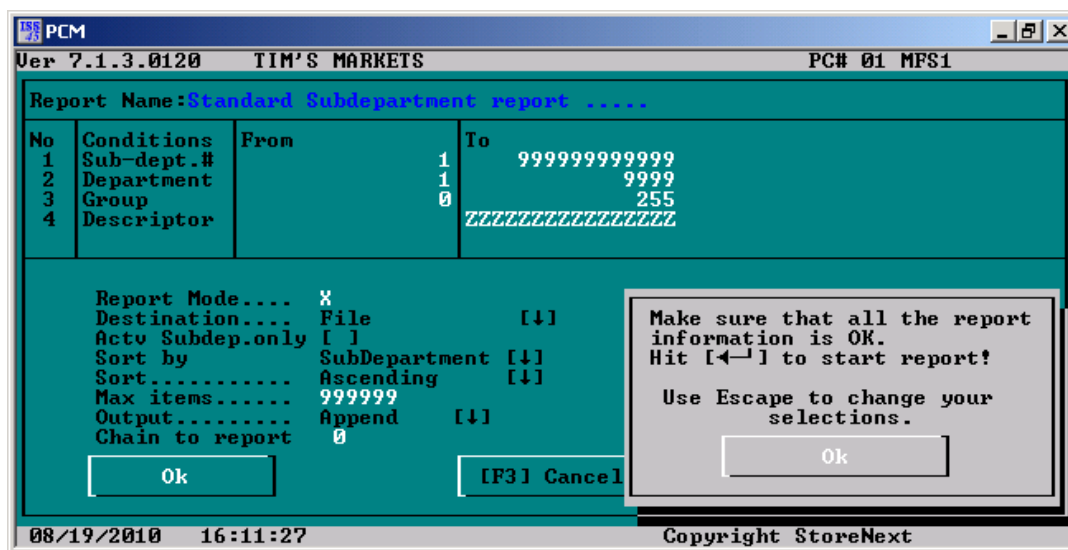 ISS 45 PCM
Ver 7.1.3.0120 TIM'S MARKETS PC# 01 MFS1
Report Name:Standard Subdepartment report .....
No Conditions From To
1 Sub-dept.# 1 999999999999
2 Department 1 9999
3 Group 0 255
4 Descriptor ZZZZZZZZZZZZZZZZ
Report Mode.... X
Destination.... File [↓]
Actv Subdep.only [ ]
Sort by SubDepartment [↓]
Sort........... Ascending [↓]
Max items...... 999999
Output......... Append [↓]
Chain to report 0
Ok [F3] Cancel
Make sure that all the report
information is OK.
Hit [◄─┘] to start report!
Use Escape to change your
selections.
Ok
08/19/2010 16:11:27 Copyright StoreNext